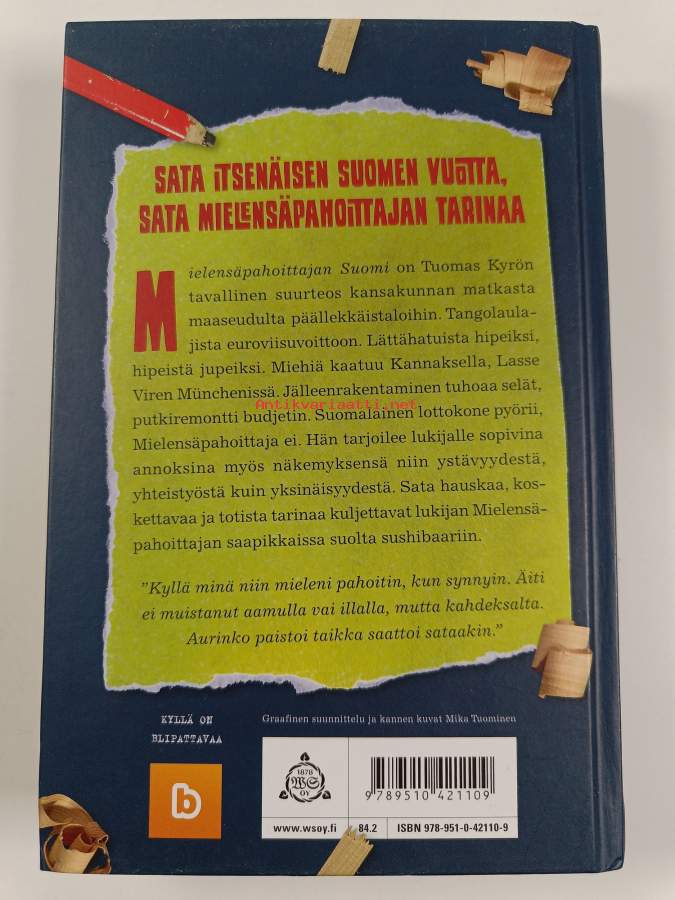 SATA ITSENÄISEN SUOMEN VUOTTA,
SATA MIELENSÄPAHOITTAJAN TARINAA
Mielensäpahoittajan Suomi on Tuomas Kyrön
tavallinen suurteos kansakunnan matkasta
maaseudulta päällekkäistaloihin. Tangolaula-
jista euroviisuvoittoon. Lättähatuista hipeiksi,
hipeistä jupeiksi. Miehiä kaatuu Kannaksella, Lasse
Viren Münchenissä. Jälleenrakentaminen tuhoaa selät,
Antikvariaatti.net
putkiremontti budjetin. Suomalainen lottokone pyörii,
Mielensäpahoittaja ei. Hän tarjoilee lukijalle sopivina
annoksina myös näkemyksensä niin ystävyydestä,
yhteistyöstä kuin yksinäisyydestä. Sata hauskaa, kos-
kettavaa ja totista tarinaa kuljettavat lukijan Mielensä-
pahoittajan saapikkaissa suolta sushibaariin.
”Kyllä minä niin mieleni pahoitin, kun synnyin. Äiti
ei muistanut aamulla vai illalla, mutta kahdeksalta.
Aurinko paistoi taikka saattoi sataakin.”
KYLLÄ ON
BLIPATTAVAA
b
Graafinen suunnittelu ja kannen kuvat Mika Tuominen
1878
WS
OY
9 789510 421109
www.wsoy.fi 84.2 ISBN 978-951-0-42110-9